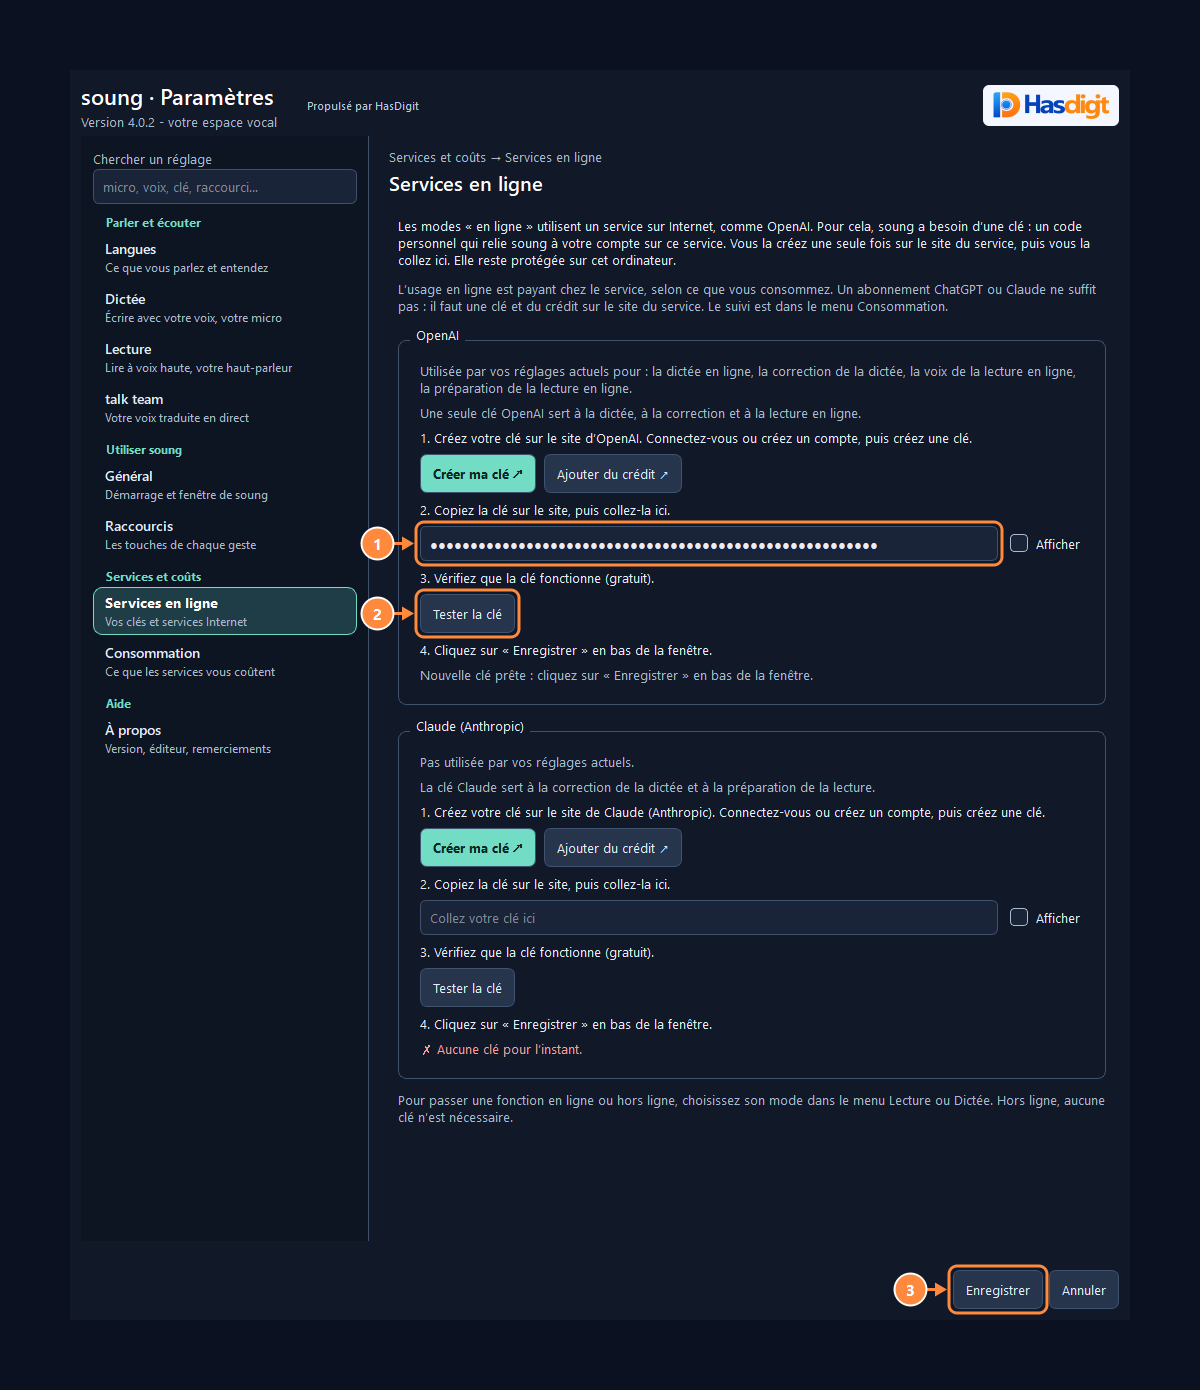 soung · Paramètres
Propulsé par HasDigit
Version 4.0.2 - votre espace vocal
Hasdigit
Chercher un réglage
micro, voix, clé, raccourci...
Parler et écouter
Langues
Ce que vous parlez et entendez
Dictée
Écrire avec votre voix, votre micro
Lecture
Lire à voix haute, votre haut-parleur
talk team
Votre voix traduite en direct
Utiliser soung
Général
Démarrage et fenêtre de soung
Raccourcis
Les touches de chaque geste
Services et coûts
Services en ligne
Vos clés et services Internet
Consommation
Ce que les services vous coûtent
Aide
À propos
Version, éditeur, remerciements
Services et coûts → Services en ligne
Services en ligne
Les modes « en ligne » utilisent un service sur Internet, comme OpenAI. Pour cela, soung a besoin d'une clé : un code
personnel qui relie soung à votre compte sur ce service. Vous la créez une seule fois sur le site du service, puis vous la
collez ici. Elle reste protégée sur cet ordinateur.
L'usage en ligne est payant chez le service, selon ce que vous consommez. Un abonnement ChatGPT ou Claude ne suffit
pas : il faut une clé et du crédit sur le site du service. Le suivi est dans le menu Consommation.
OpenAI
Utilisée par vos réglages actuels pour : la dictée en ligne, la correction de la dictée, la voix de la lecture en ligne,
la préparation de la lecture en ligne.
Une seule clé OpenAI sert à la dictée, à la correction et à la lecture en ligne.
1. Créez votre clé sur le site d'OpenAI. Connectez-vous ou créez un compte, puis créez une clé.
Créer ma clé ↗
Ajouter du crédit ↗
2. Copiez la clé sur le site, puis collez-la ici.
1
Afficher
3. Vérifiez que la clé fonctionne (gratuit).
2
Tester la clé
4. Cliquez sur « Enregistrer » en bas de la fenêtre.
Nouvelle clé prête : cliquez sur « Enregistrer » en bas de la fenêtre.
Claude (Anthropic)
Pas utilisée par vos réglages actuels.
La clé Claude sert à la correction de la dictée et à la préparation de la lecture.
1. Créez votre clé sur le site de Claude (Anthropic). Connectez-vous ou créez un compte, puis créez une clé.
Créer ma clé ↗
Ajouter du crédit ↗
2. Copiez la clé sur le site, puis collez-la ici.
Collez votre clé ici
Afficher
3. Vérifiez que la clé fonctionne (gratuit).
Tester la clé
4. Cliquez sur « Enregistrer » en bas de la fenêtre.
✗ Aucune clé pour l'instant.
Pour passer une fonction en ligne ou hors ligne, choisissez son mode dans le menu Lecture ou Dictée. Hors ligne, aucune
clé n'est nécessaire.
3
Enregistrer
Annuler